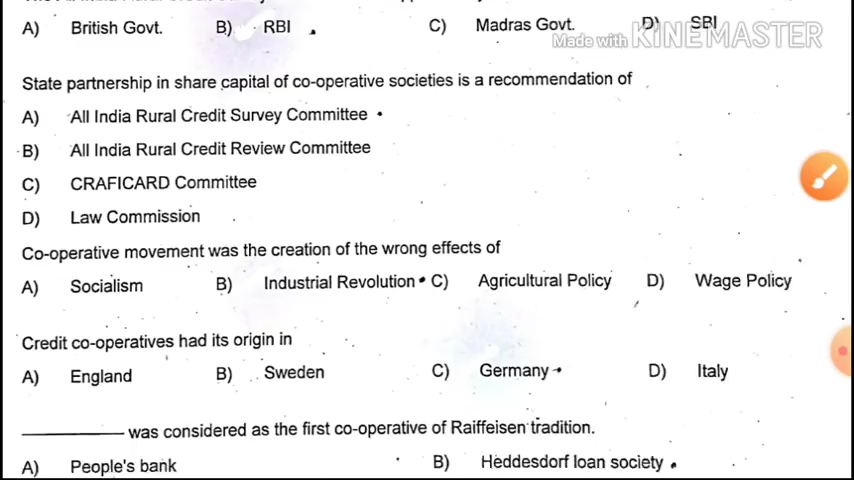 A) British Govt. B) RBI C) Madras Govt. D) SBI
Made with KINEMASTER
State partnership in share capital of co-operative societies is a recommendation of
A) All India Rural Credit Survey Committee
B) All India Rural Credit Review Committee
C) CRAFICARD Committee
D) Law Commission
Co-operative movement was the creation of the wrong effects of
A) Socialism B) Industrial Revolution C) Agricultural Policy D) Wage Policy
Credit co-operatives had its origin in
A) England B) Sweden C) Germany D) Italy
_________ was considered as the first co-operative of Raiffeisen tradition.
A) People's bank B) Heddesdorf loan society